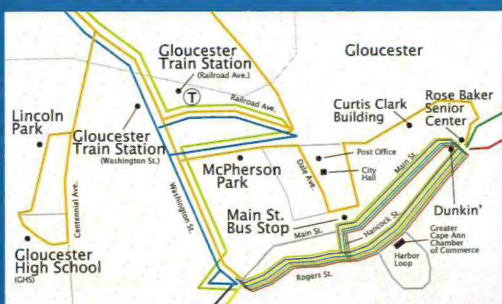 Gloucester
Train Station
(Railroad Ave.)
T
Railroad Ave.
Gloucester
Lincoln
Park
Centennial Ave.
Gloucester
Train Station
(Washington St.)
Washington St.
Curtis Clark
Building
Rose Baker
Senior
Center
Post Office
City
Hall
Dale Ave.
McPherson
Park
Main St.
Dunkin'
Main St.
Bus Stop
Main St.
Hancock St.
Greater
Cape Ann
Chamber
of Commerce
Harbor
Loop
Rogers St.
Gloucester
High School
(GHS)